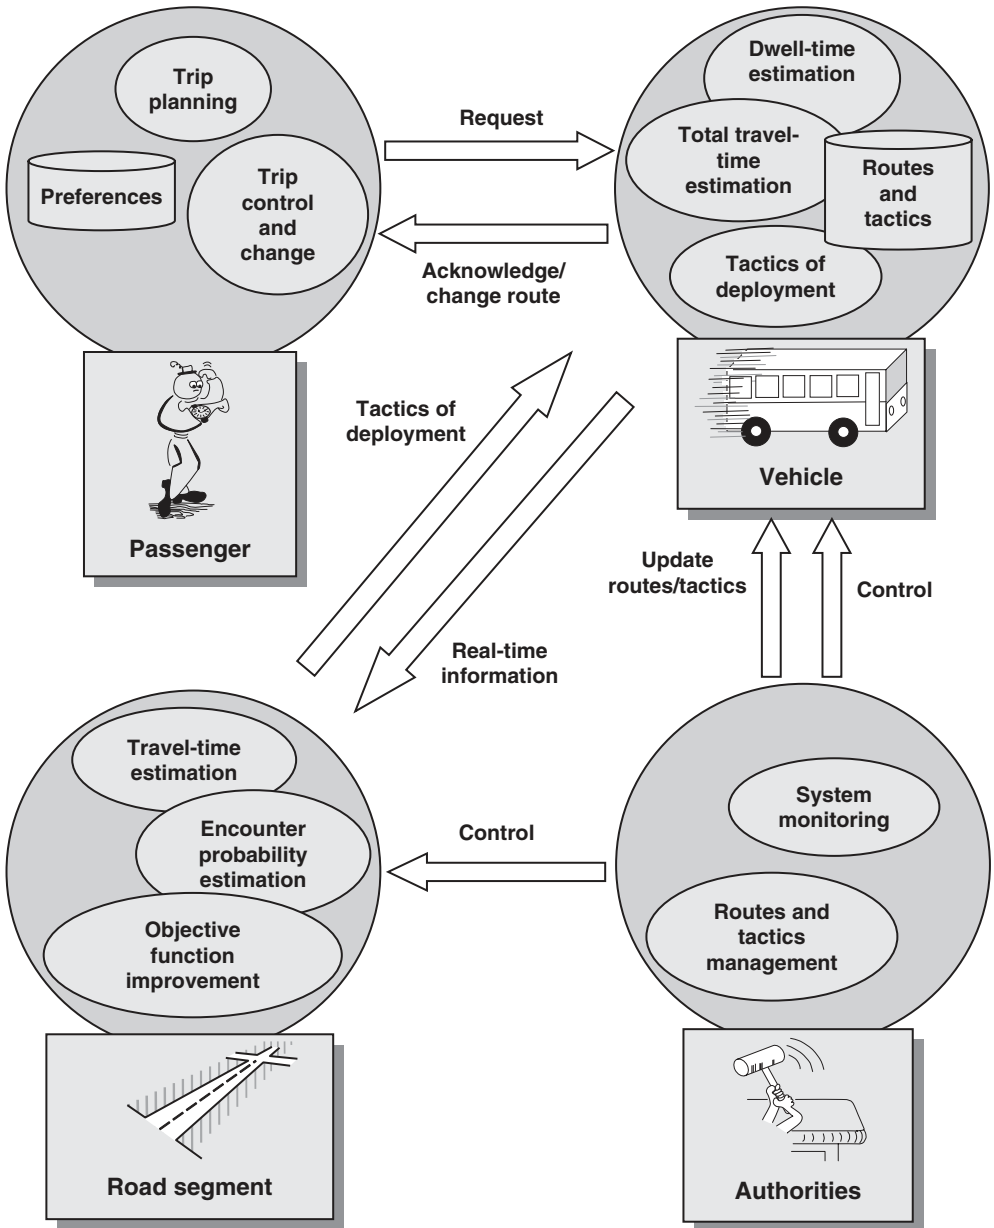 Trip
planning
Preferences
Trip
control
and
change
Passenger
Request
Acknowledge/
change route
Dwell-time
estimation
Total travel-
time
estimation
Routes
and
tactics
Tactics of
deployment
Vehicle
Tactics of
deployment
Real-time
information
Update
routes/tactics
Control
Travel-time
estimation
Encounter
probability
estimation
Objective
function
improvement
Road segment
Control
System
monitoring
Routes and
tactics
management
Authorities